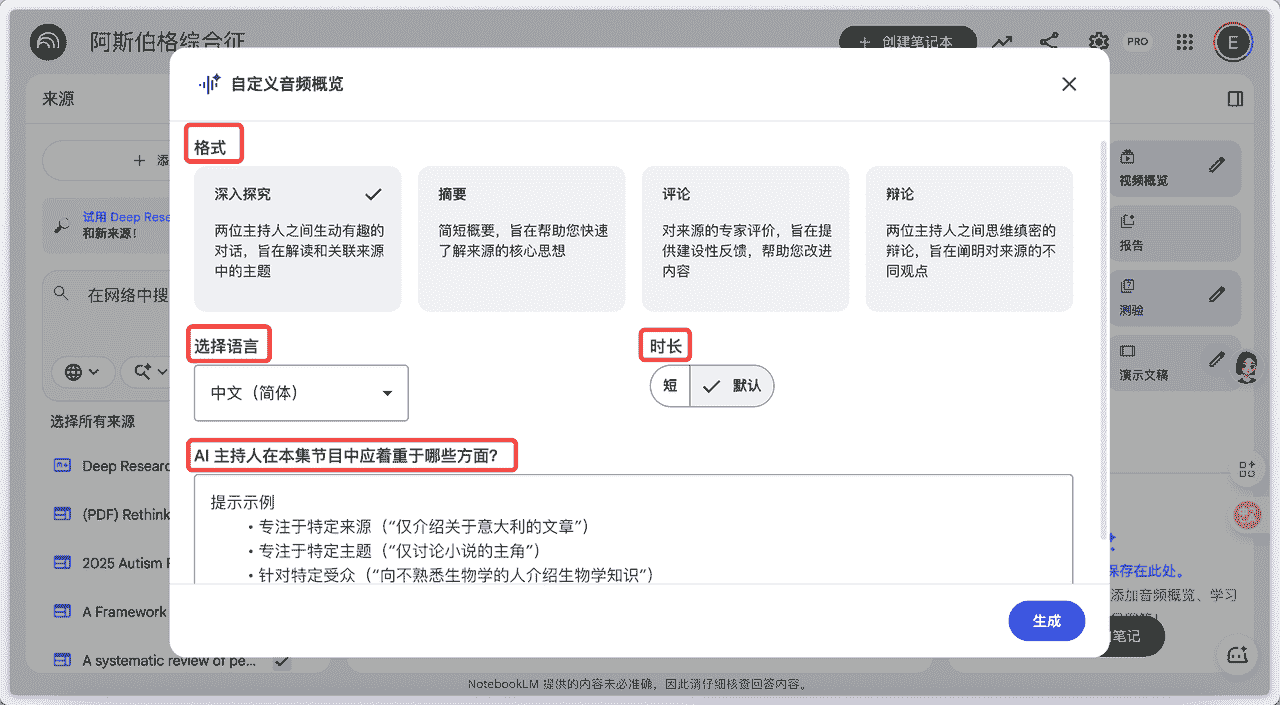 阿斯伯格综合征
创建笔记本
PRO
E
来源
自定义音频概览
格式
深入探究
两位主持人之间生动有趣的
对话，旨在解读和关联来源
中的主题
摘要
简短概要，旨在帮助您快速
了解来源的核心思想
评论
对来源的专家评价，旨在提
供建设性反馈，帮助您改进
内容
辩论
两位主持人之间思维缜密的
辩论，旨在阐明对来源的不
同观点
选择语言
中文（简体）
时长
短
默认
AI 主持人在本集节目中应着重于哪些方面？
提示示例
• 专注于特定来源（“仅介绍关于意大利的文章”）
• 专注于特定主题（“仅讨论小说的主角”）
• 针对特定受众（“向不熟悉生物学的人介绍生物学知识”）
生成
添
试用 Deep Rese
和新来源！
在网络中搜
选择所有来源
Deep Researc
(PDF) Rethink
2025 Autism
A Framework
A systematic review of pe...
视频概览
报告
测验
演示文稿
保存在此处。
添加音频概览、学习
笔记
NotebookLM 提供的内容未必准确，因此请仔细核查回答内容。